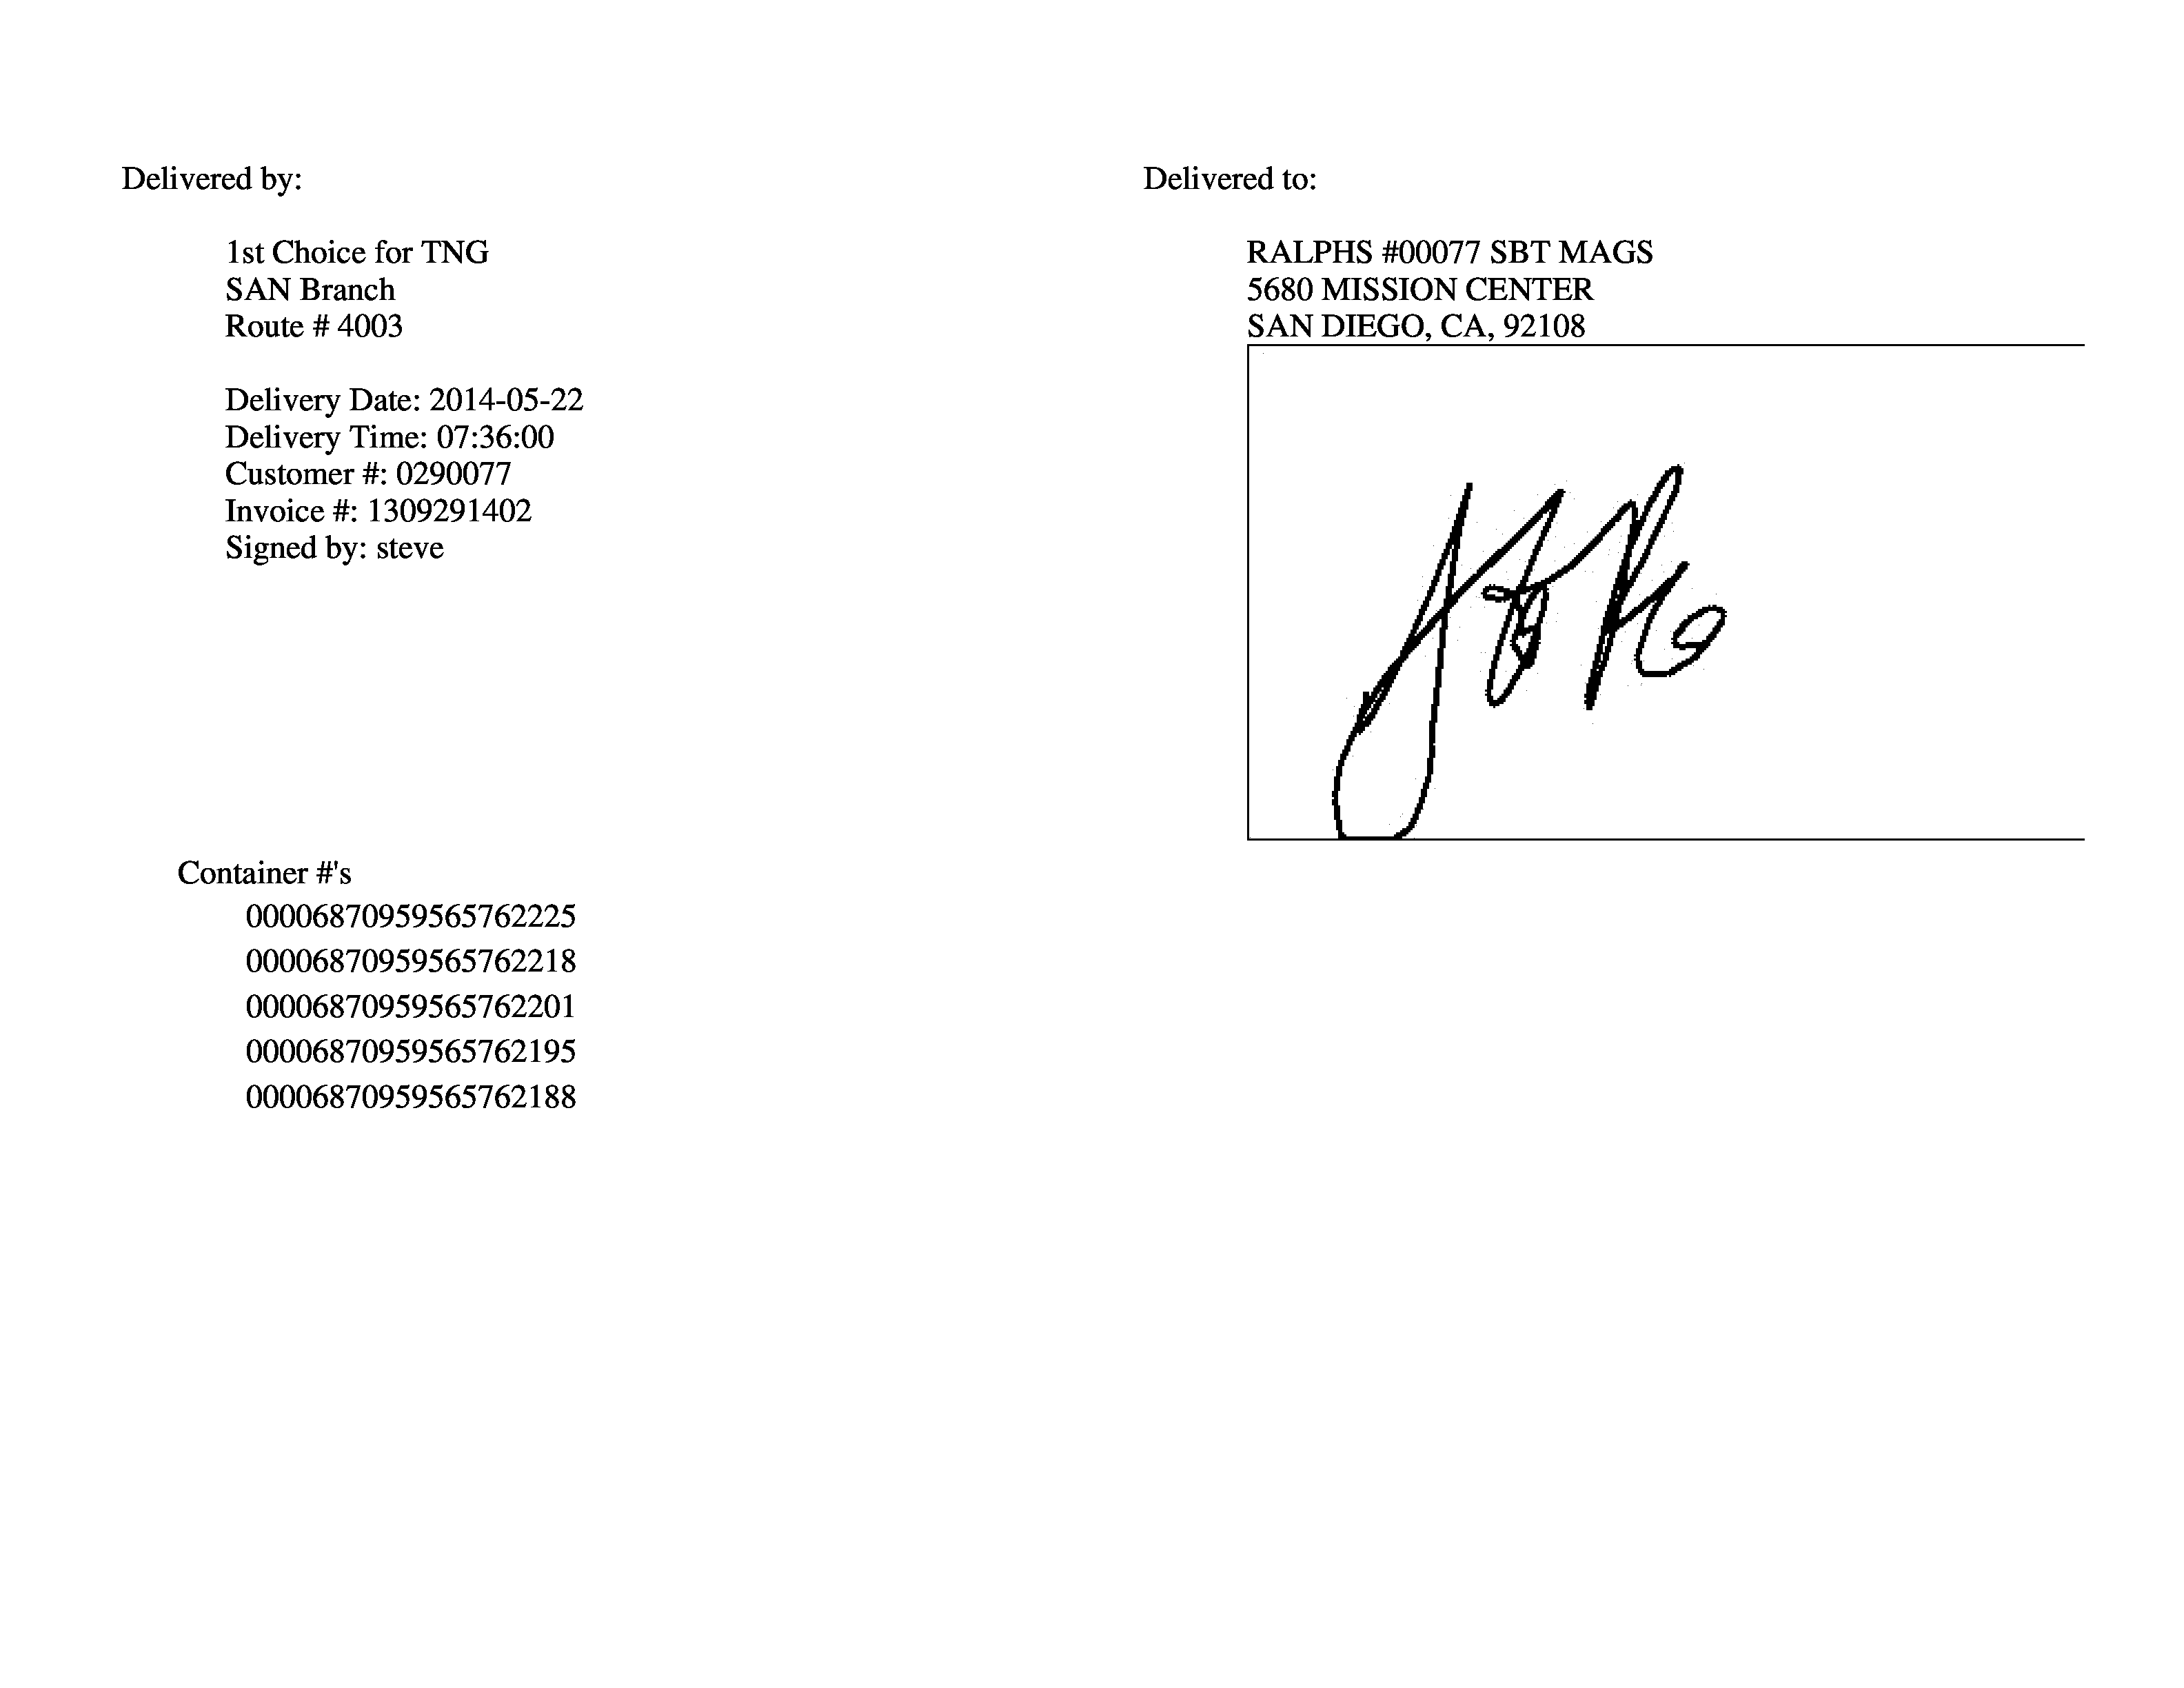 Delivered by:
1st Choice for TNG
SAN Branch
Route # 4003
Delivery Date: 2014-05-22
Delivery Time: 07:36:00
Customer #: 0290077
Invoice #: 1309291402
Signed by: steve
Delivered to:
RALPHS #00077 SBT MAGS
5680 MISSION CENTER
SAN DIEGO, CA, 92108
Container #'s
00006870959565762225
00006870959565762218
00006870959565762201
00006870959565762195
00006870959565762188